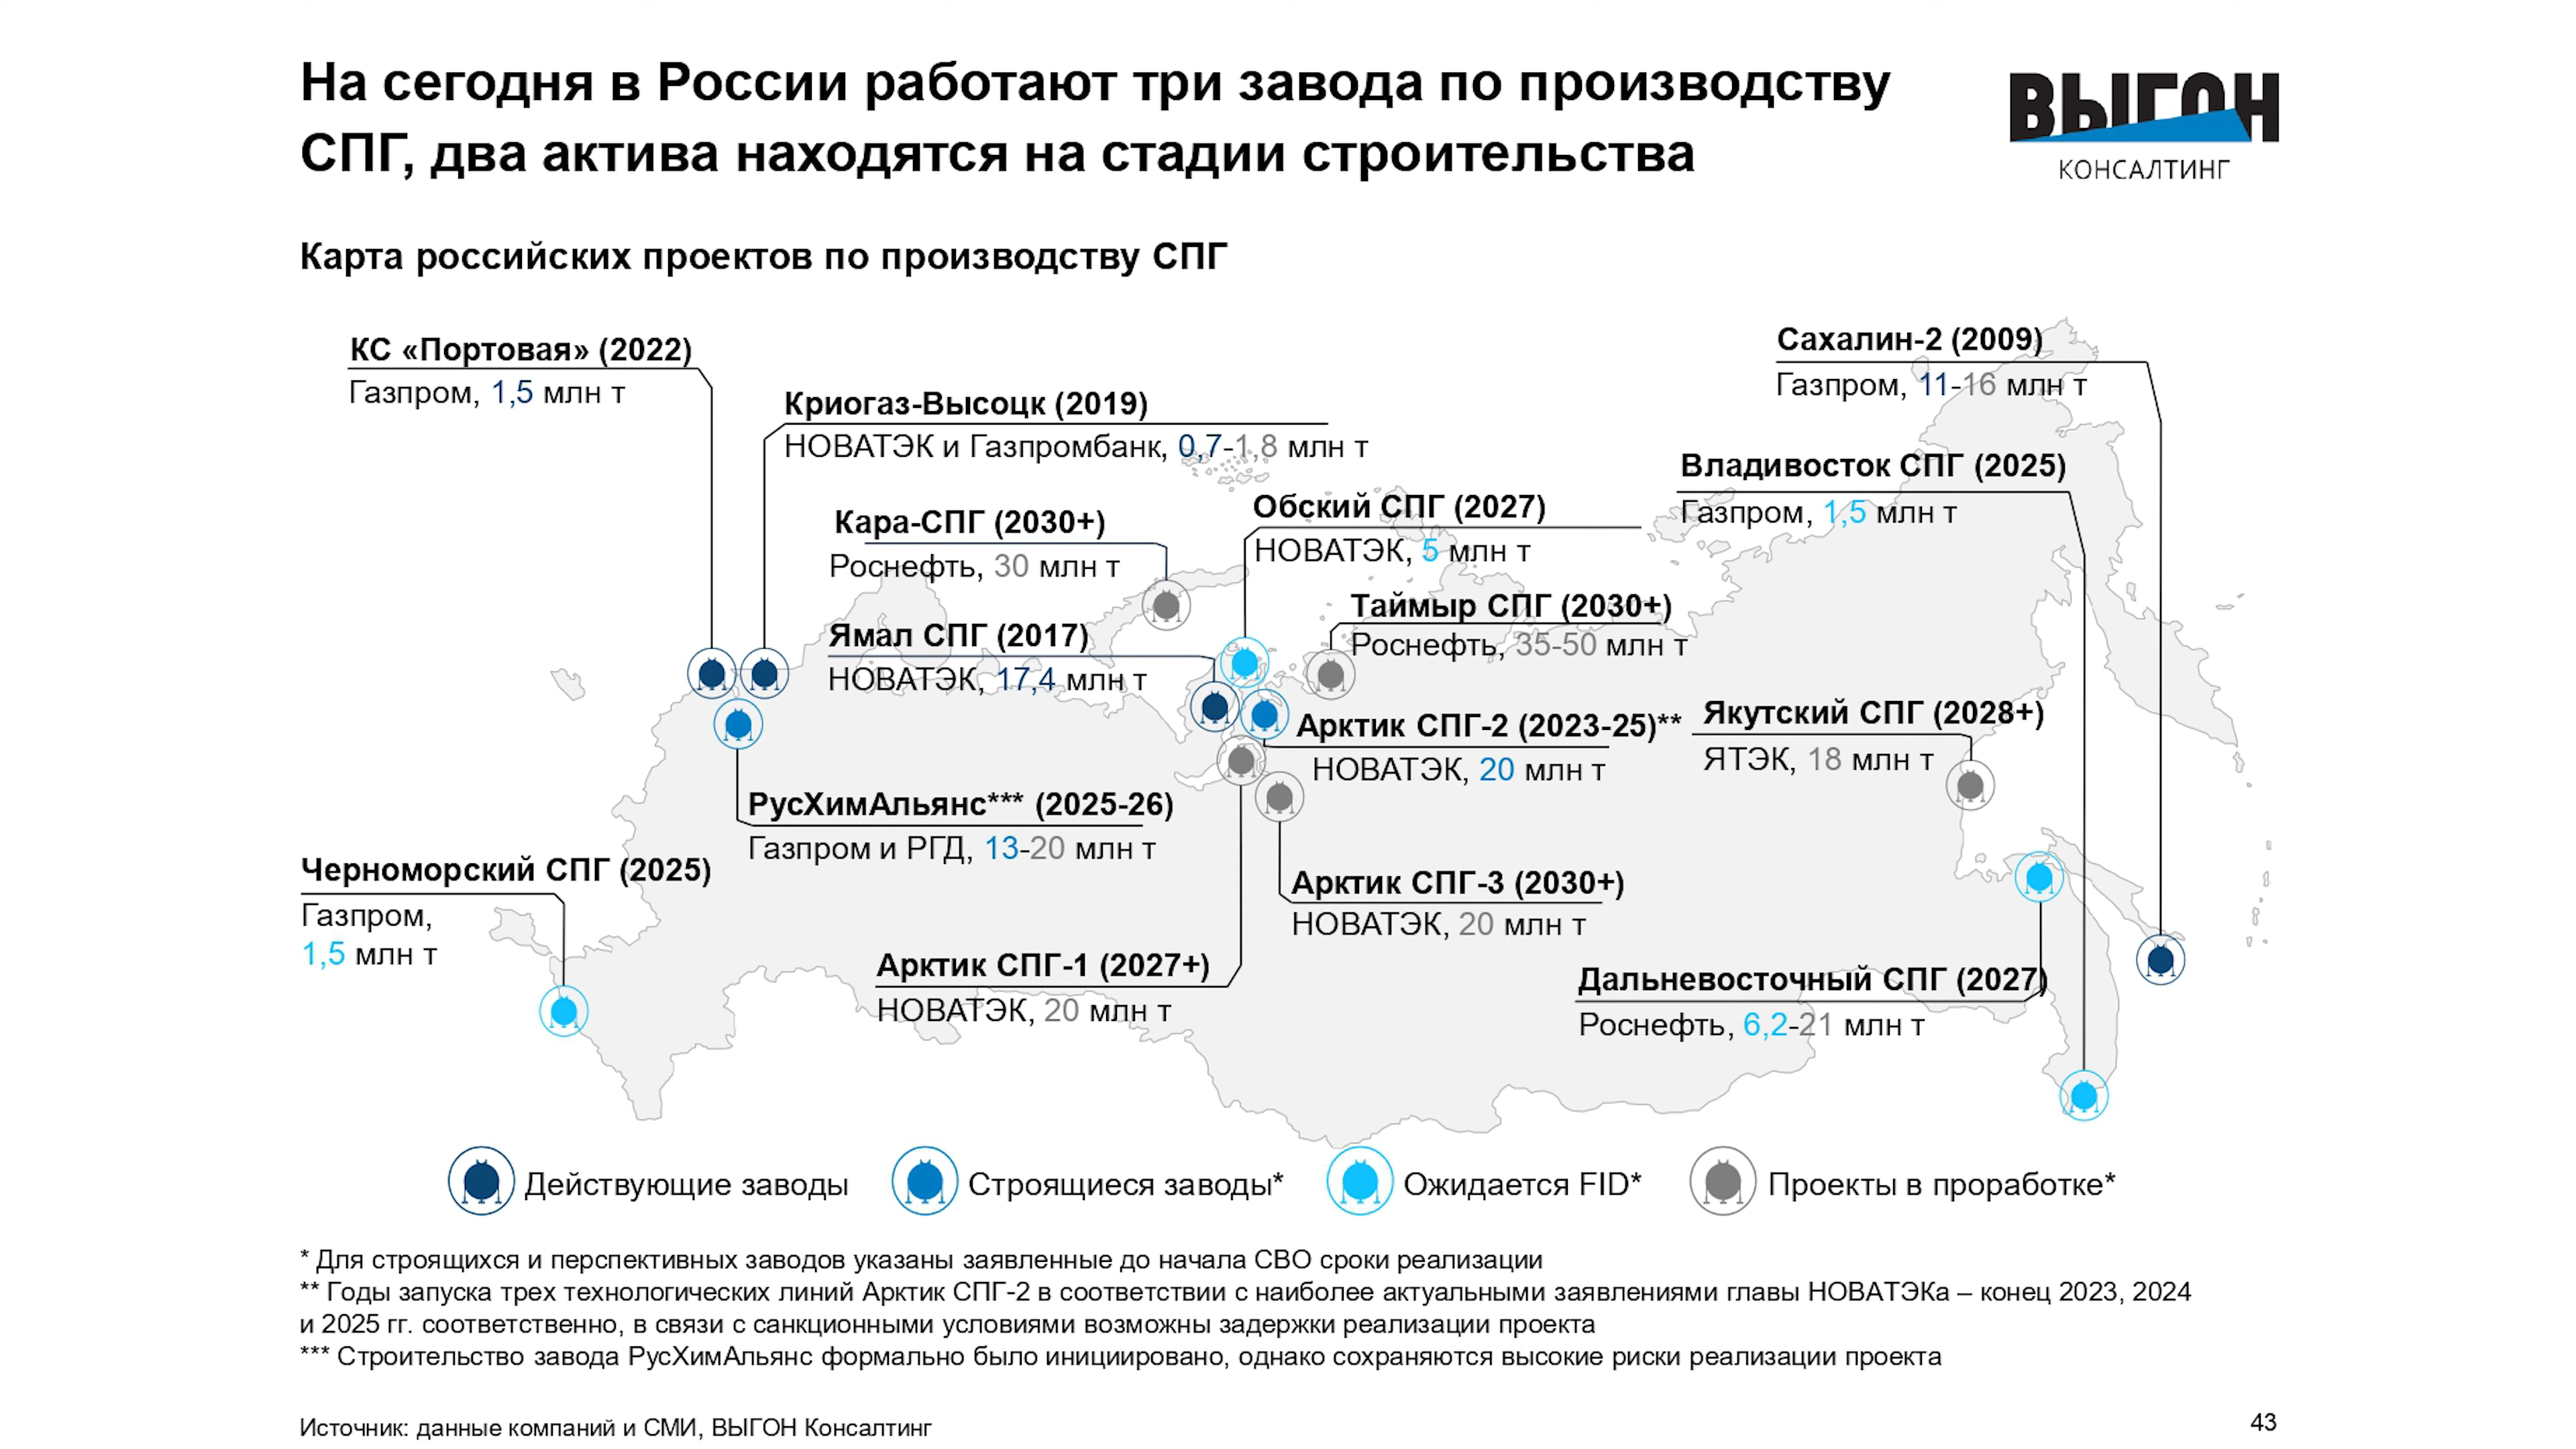 На сегодня в России работают три завода по производству
СПГ, два актива находятся на стадии строительства
ВЫГОН
КОНСАЛТИНГ
Карта российских проектов по производству СПГ
КС «Портовая» (2022)
Газпром, 1,5 млн т
Криогаз-Высоцк (2019)
НОВАТЭК и Газпромбанк, 0,7-1,8 млн т
Сахалин-2 (2009)
Газпром, 11-16 млн т
Владивосток СПГ (2025)
Газпром, 1,5 млн т
Кара-СПГ (2030+)
Роснефть, 30 млн т
Обский СПГ (2027)
НОВАТЭК, 5 млн т
Таймыр СПГ (2030+)
Роснефть, 35-50 млн т
Ямал СПГ (2017)
НОВАТЭК, 17,4 млн т
Арктик СПГ-2 (2023-25)**
НОВАТЭК, 20 млн т
Якутский СПГ (2028+)
ЯТЭК, 18 млн т
РусХимАльянс*** (2025-26)
Газпром и РГД, 13-20 млн т
Черноморский СПГ (2025)
Газпром,
1,5 млн т
Арктик СПГ-3 (2030+)
НОВАТЭК, 20 млн т
Арктик СПГ-1 (2027+)
НОВАТЭК, 20 млн т
Дальневосточный СПГ (2027)
Роснефть, 6,2-21 млн т
Действующие заводы
Строящиеся заводы*
Ожидается FID*
Проекты в проработке*
* Для строящихся и перспективных заводов указаны заявленные до начала СВО сроки реализации
** Годы запуска трех технологических линий Арктик СПГ-2 в соответствии с наиболее актуальными заявлениями главы НОВАТЭКа – конец 2023, 2024
и 2025 гг. соответственно, в связи с санкционными условиями возможны задержки реализации проекта
*** Строительство завода РусХимАльянс формально было инициировано, однако сохраняются высокие риски реализации проекта
Источник: данные компаний и СМИ, ВЫГОН Консалтинг
43